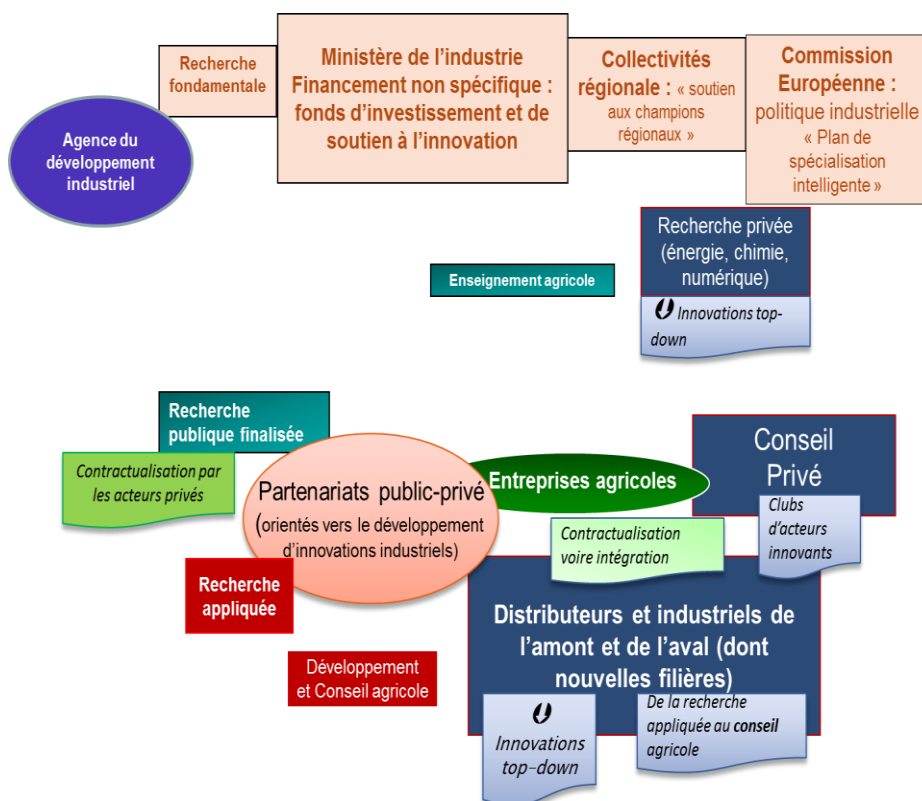 Recherche
fondamentale
Ministère de l'industrie
Financement non spécifique :
fonds d'investissement et de
soutien à l'innovation
Collectivités
régionale : « soutien
aux champions
régionaux »
Commission
Européenne :
politique industrielle
« Plan de
spécialisation
intelligente »
Agence du
développement
industriel
Recherche privée
(énergie, chimie,
numérique)
Innovations top-
down
Enseignement agricole
Recherche
publique finalisée
Contractualisation par
les acteurs privés
Partenariats public-privé
(orientés vers le développement
d'innovations industriels)
Entreprises agricoles
Conseil
Privé
Clubs
d'acteurs
innovants
Contractualisation
voire intégration
Recherche
appliquée
Développement
et Conseil agricole
Distributeurs et industriels de
l'amont et de l'aval (dont
nouvelles filières)
Innovations
top-down
De la recherche
appliquée au conseil
agricole